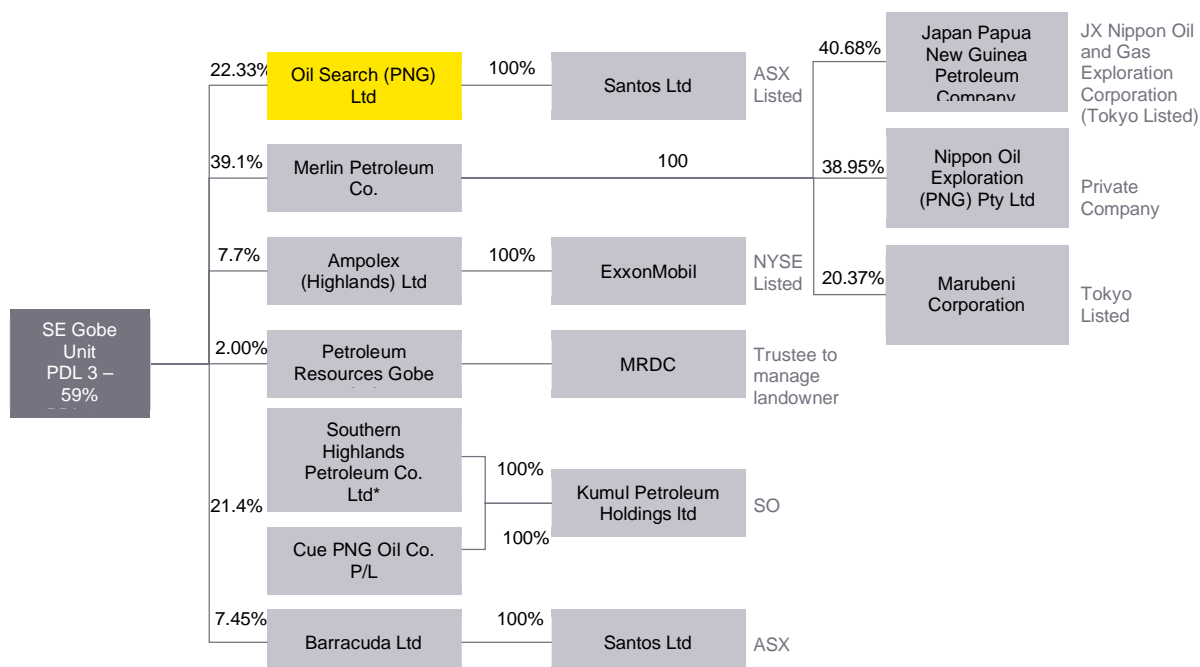 SE Gobe
Unit
PDL 3 –
59%
22.33%
Oil Search (PNG)
Ltd
100%
Santos Ltd
ASX
Listed
39.1%
Merlin Petroleum
Co.
100
40.68%
Japan Papua
New Guinea
Petroleum
Company
JX Nippon Oil
and Gas
Exploration
Corporation
(Tokyo Listed)
38.95%
Nippon Oil
Exploration
(PNG) Pty Ltd
Private
Company
20.37%
Marubeni
Corporation
Tokyo
Listed
7.7%
Ampolex
(Highlands) Ltd
100%
ExxonMobil
NYSE
Listed
2.00%
Petroleum
Resources Gobe
MRDC
Trustee to
manage
landowner
21.4%
Southern
Highlands
Petroleum Co.
Ltd*
100%
Cue PNG Oil Co.
P/L
100%
Kumul Petroleum
Holdings ltd
SO
7.45%
Barracuda Ltd
100%
Santos Ltd
ASX